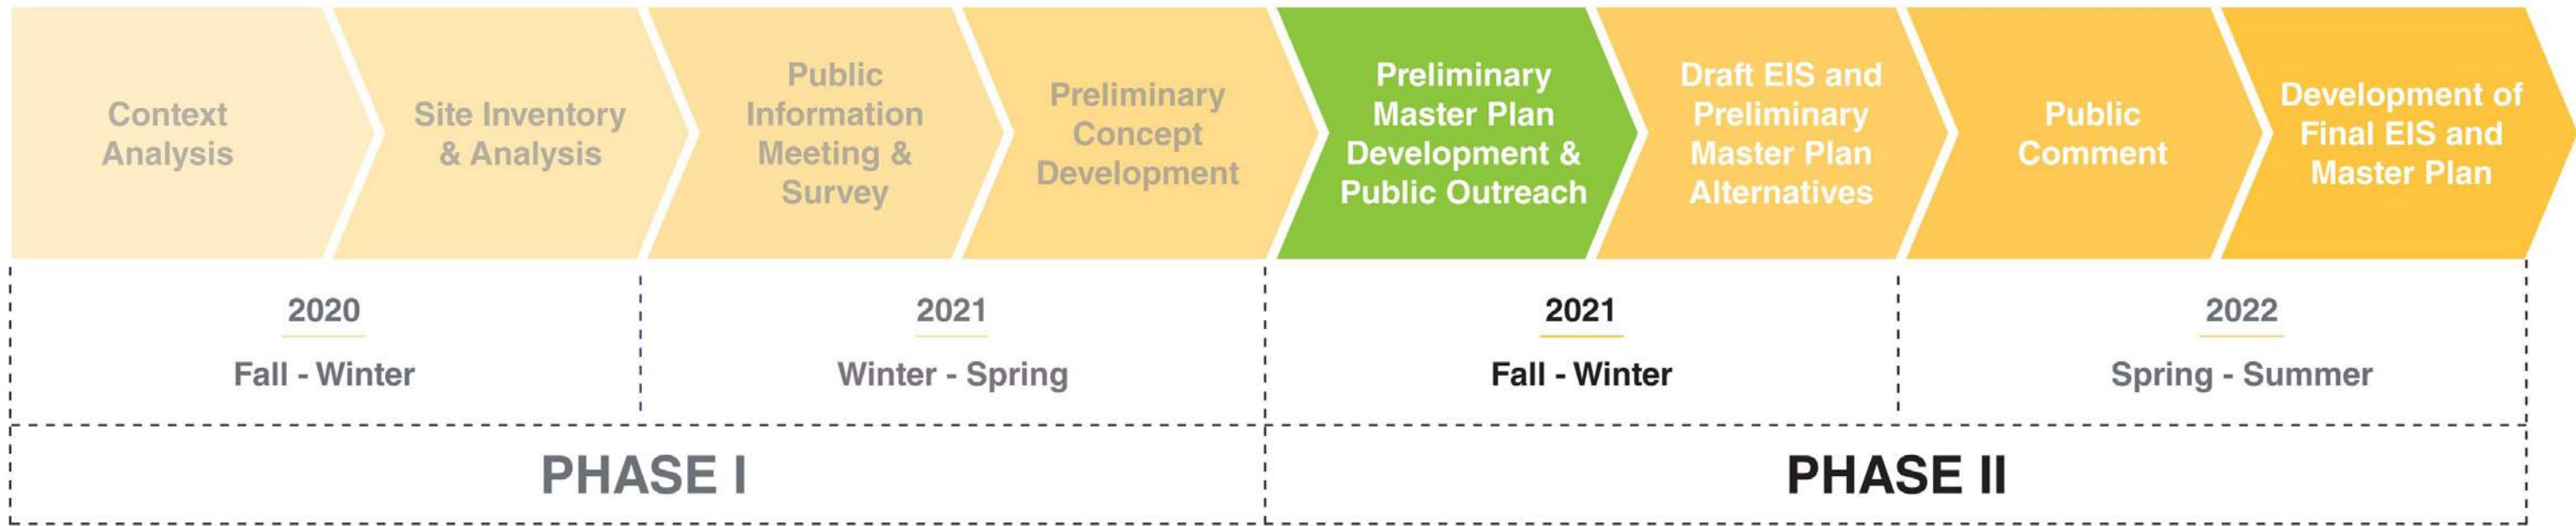 Context
Analysis
Site Inventory
& Analysis
Public
Information
Meeting &
Survey
Preliminary
Concept
Development
Preliminary
Master Plan
Development &
Public Outreach
Draft EIS and
Preliminary
Master Plan
Alternatives
Public
Comment
Development of
Final EIS and
Master Plan
2020
Fall - Winter
2021
Winter - Spring
2021
Fall - Winter
2022
Spring - Summer
PHASE I
PHASE II